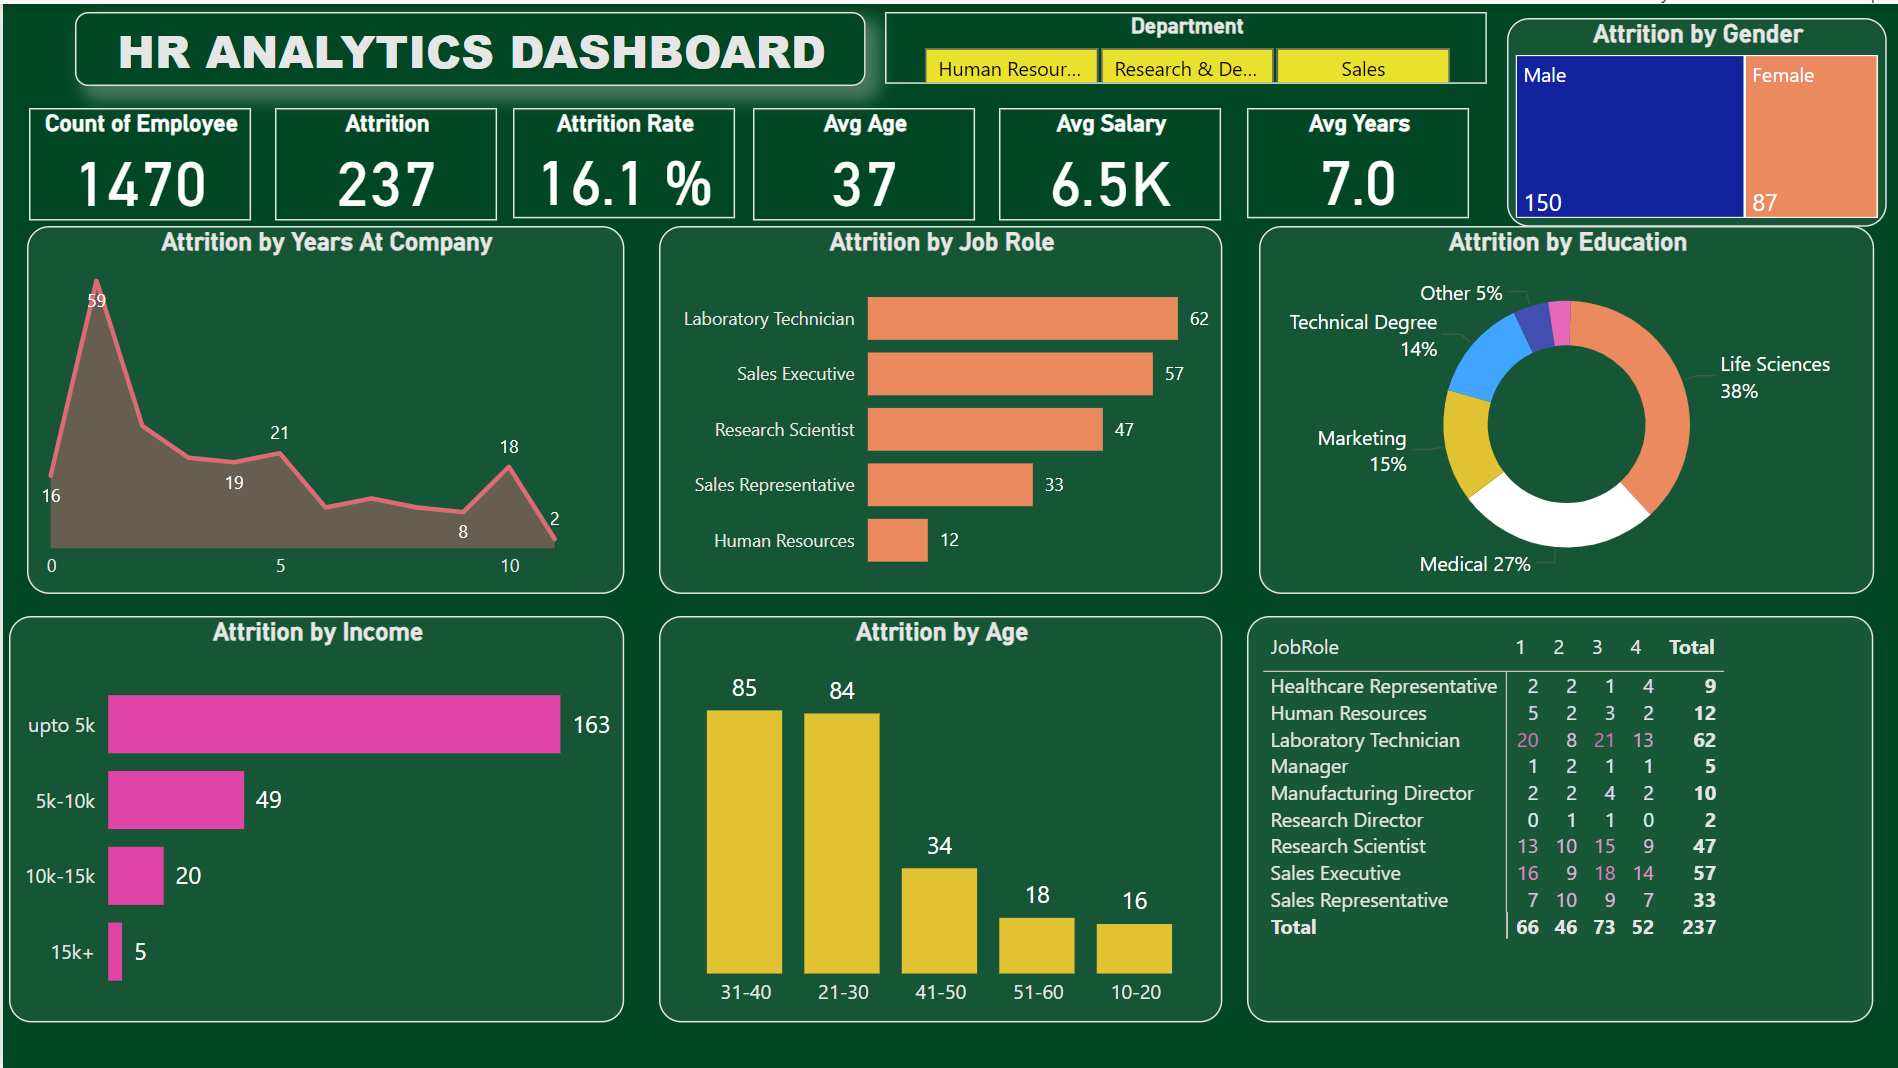 HR ANALYTICS DASHBOARD
Department
Human Resour...
Research & De...
Sales
Attrition by Gender
Male
Female
150
87
Count of Employee
1470
Attrition
237
Attrition Rate
16.1 %
Avg Age
37
Avg Salary
6.5K
Avg Years
7.0
Attrition by Years At Company
59
21
18
16
19
8
2
0
5
10
Attrition by Job Role
Laboratory Technician 62
Sales Executive 57
Research Scientist 47
Sales Representative 33
Human Resources 12
Attrition by Education
Other 5%
Technical Degree
14%
Life Sciences
38%
Marketing
15%
Medical 27%
Attrition by Income
upto 5k 163
5k-10k 49
10k-15k 20
15k+ 5
Attrition by Age
85
84
34
18
16
31-40 21-30 41-50 51-60 10-20
JobRole 1 2 3 4 Total
Healthcare Representative 2 2 1 4 9
Human Resources 5 2 3 2 12
Laboratory Technician 20 8 21 13 62
Manager 1 2 1 1 5
Manufacturing Director 2 2 4 2 10
Research Director 0 1 1 0 2
Research Scientist 13 10 15 9 47
Sales Executive 16 9 18 14 57
Sales Representative 7 10 9 7 33
Total 66 46 73 52 237